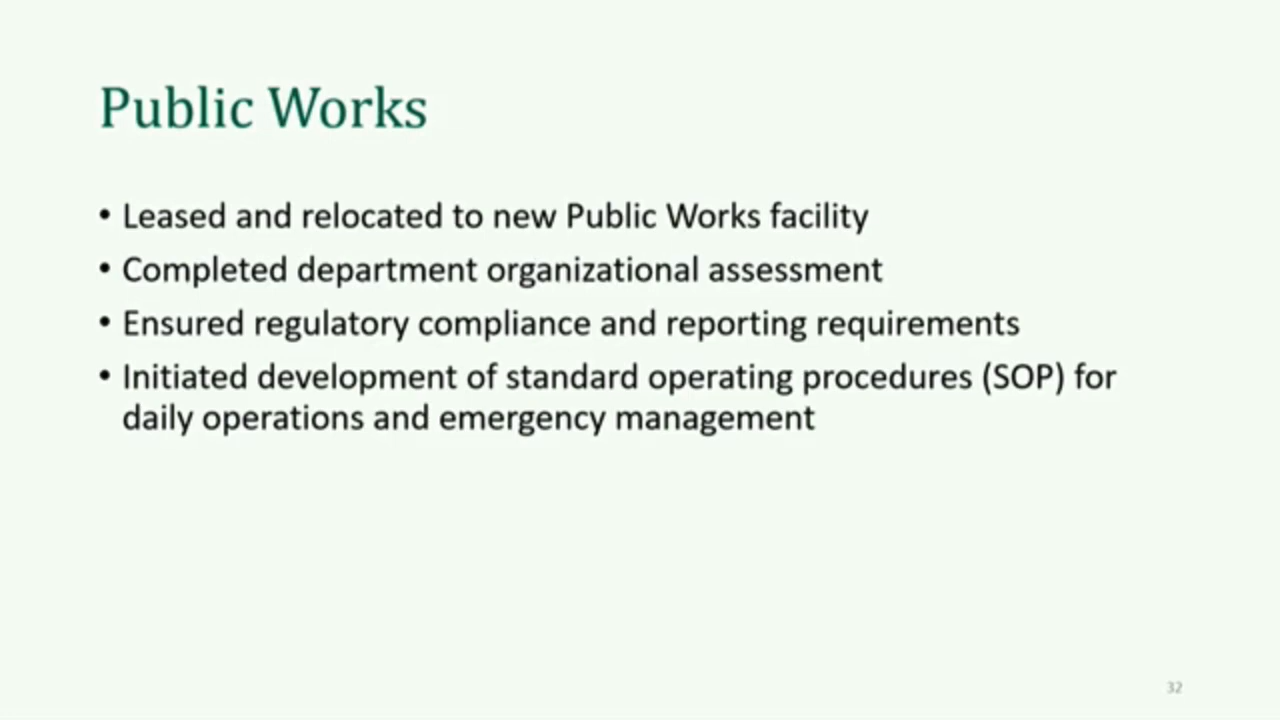 Public Works
• Leased and relocated to new Public Works facility
• Completed department organizational assessment
• Ensured regulatory compliance and reporting requirements
• Initiated development of standard operating procedures (SOP) for
daily operations and emergency management
32